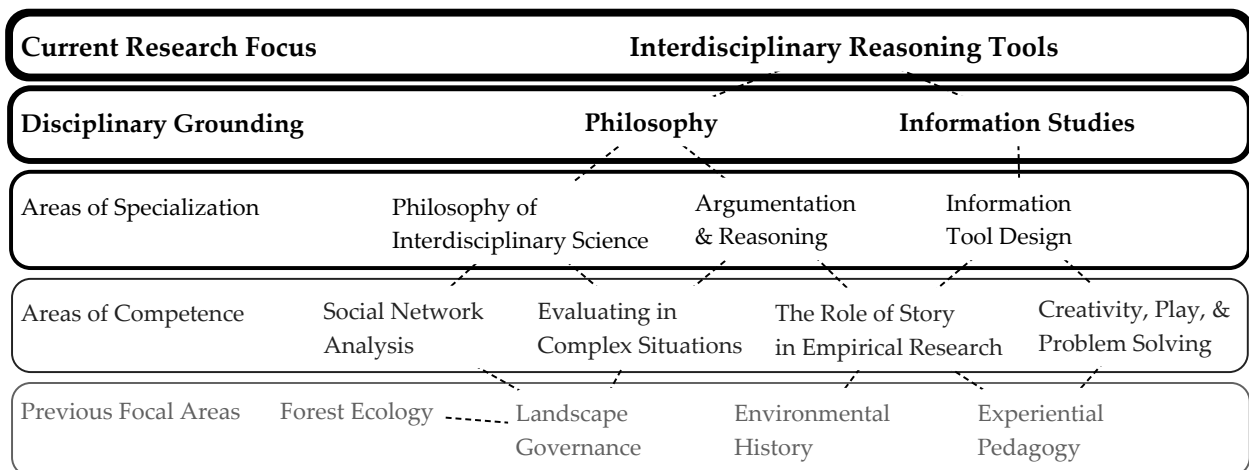 Current Research Focus Interdisciplinary Reasoning Tools
Disciplinary Grounding Philosophy Information Studies
Areas of Specialization
Philosophy of
Interdisciplinary Science
Argumentation
& Reasoning
Information
Tool Design
Areas of Competence
Social Network
Analysis
Evaluating in
Complex Situations
The Role of Story
in Empirical Research
Creativity, Play, &
Problem Solving
Previous Focal Areas
Forest Ecology
Landscape
Governance
Environmental
History
Experiential
Pedagogy